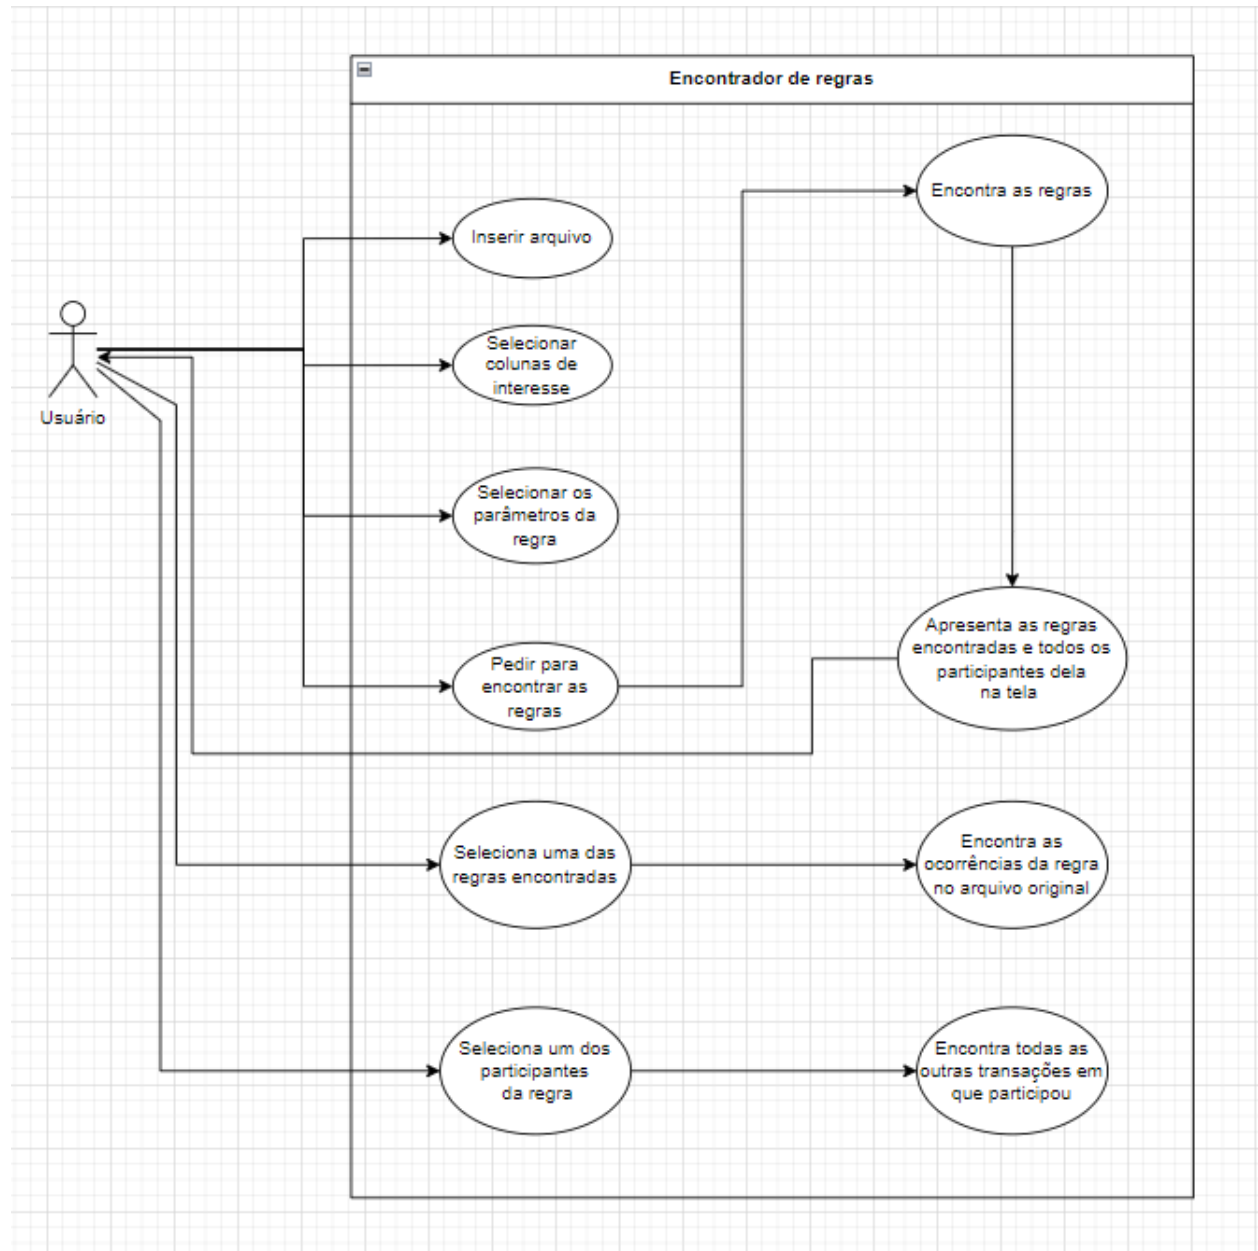 Encontrador de regras
Encontra as regras
Inserir arquivo
Selecionar
colunas de
interesse
Usuário
Selecionar os
parâmetros da
regra
Pedir para
encontrar as
regras
Apresenta as regras
encontradas e todos os
participantes dela
na tela
Seleciona uma das
regras encontradas
Encontra as
ocorrências da regra
no arquivo original
Seleciona um dos
participantes
da regra
Encontra todas as
outras transações em
que participou